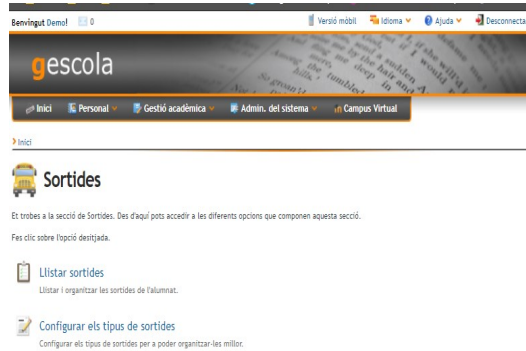 Benvingut Demo! 0 Versió mòbil Idioma Ajuda Desconnecta
gescola
Inici Personal Gestió acadèmica Admin. del sistema Campus Virtual
Inici
Sortides
Et trobes a la secció de Sortides. Des d'aquí pots accedir a les diferents opcions que componen aquesta secció.
Fes clic sobre l'opció desitjada.
Llistar sortides
Llistar i organitzar les sortides de l'alumnat.
Configurar els tipus de sortides
Configurar els tipus de sortides per a poder organitzar-les millor.